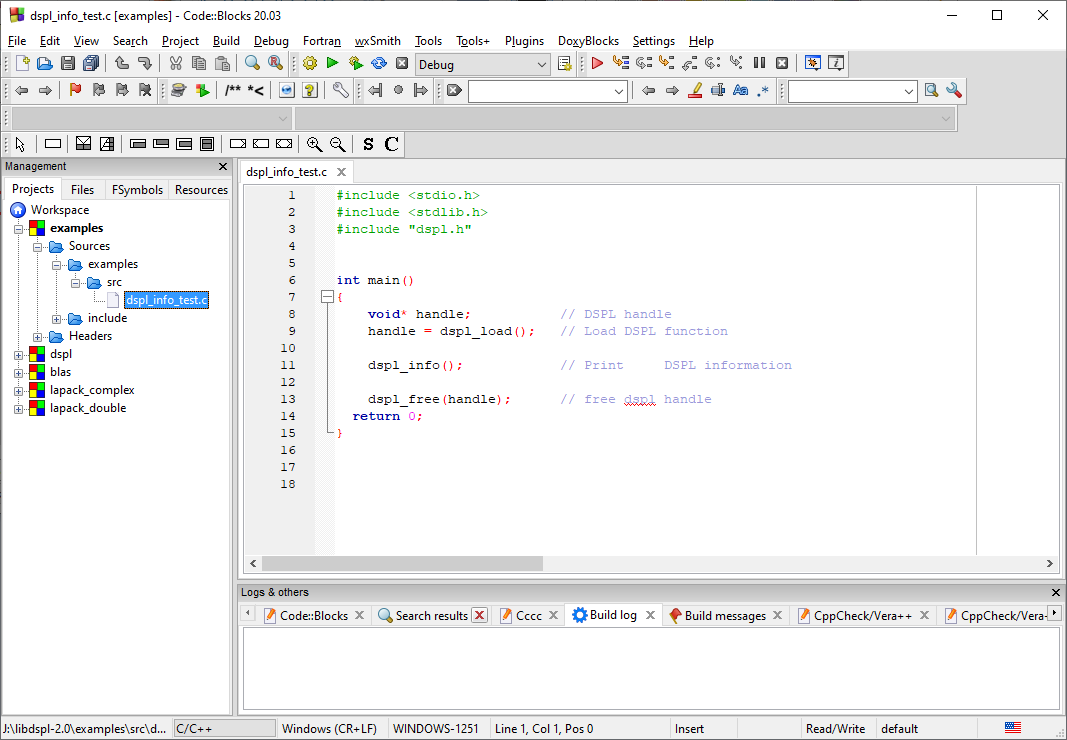 dspl_info_test.c [examples] - Code::Blocks 20.03
File Edit View Search Project Build Debug Fortran wxSmith Tools Tools+ Plugins DoxyBlocks Settings Help
Debug
/** *<
Aa .*
S C
Management
Projects Files FSymbols Resources
Workspace
examples
Sources
examples
src
dspl_info_test.c
include
Headers
dspl
blas
lapack_complex
lapack_double
dspl_info_test.c
1 #include <stdio.h>
2 #include <stdlib.h>
3 #include "dspl.h"
4
5
6 int main()
7 {
8 void* handle; // DSPL handle
9 handle = dspl_load(); // Load DSPL function
10
11 dspl_info(); // Print DSPL information
12
13 dspl_free(handle); // free dspl handle
14 return 0;
15 }
16
17
18
Logs & others
Code::Blocks Search results Cccc Build log Build messages CppCheck/Vera++ CppCheck/Vera+
J:\libdspl-2.0\examples\src\d... C/C++ Windows (CR+LF) WINDOWS-1251 Line 1, Col 1, Pos 0 Insert Read/Write default